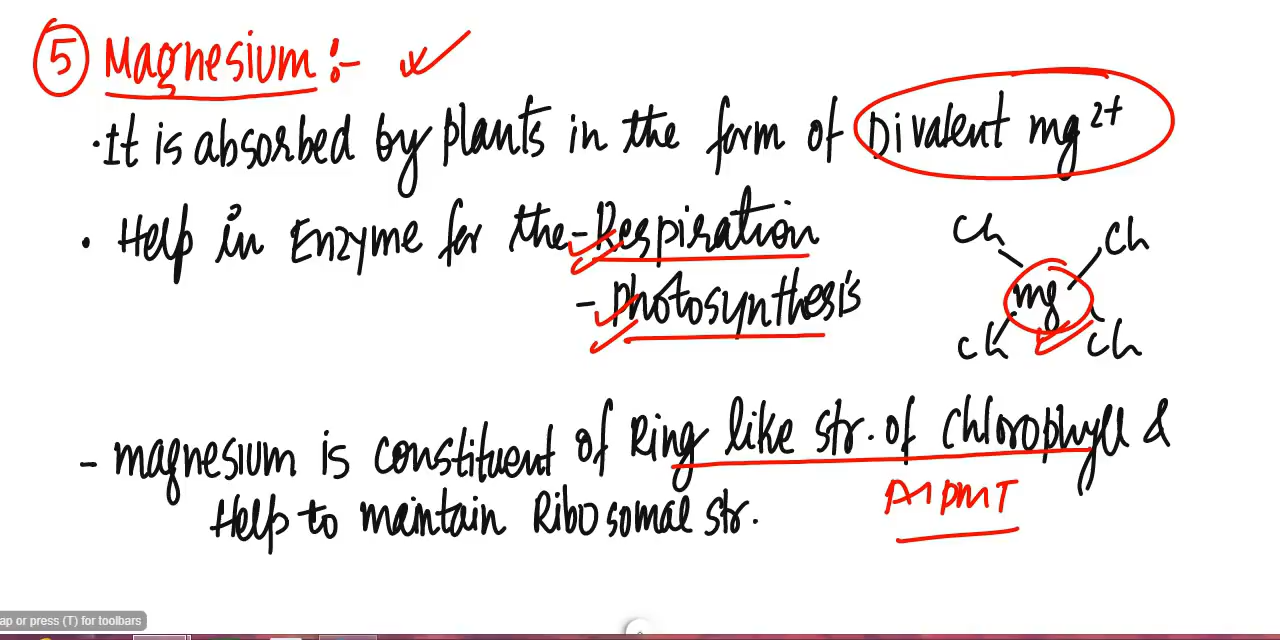 5 Magnesium :-
• It is absorbed by plants in the form of Divalent mg2+
• Help in Enzyme for the - Respiration
- Photosynthesis
Ch Ch
mg
Ch Ch
- magnesium is constituent of Ring like str. of Chlorophyll &
Help to maintain Ribosomal str.
AIPMT
ap or press (T) for toolbars